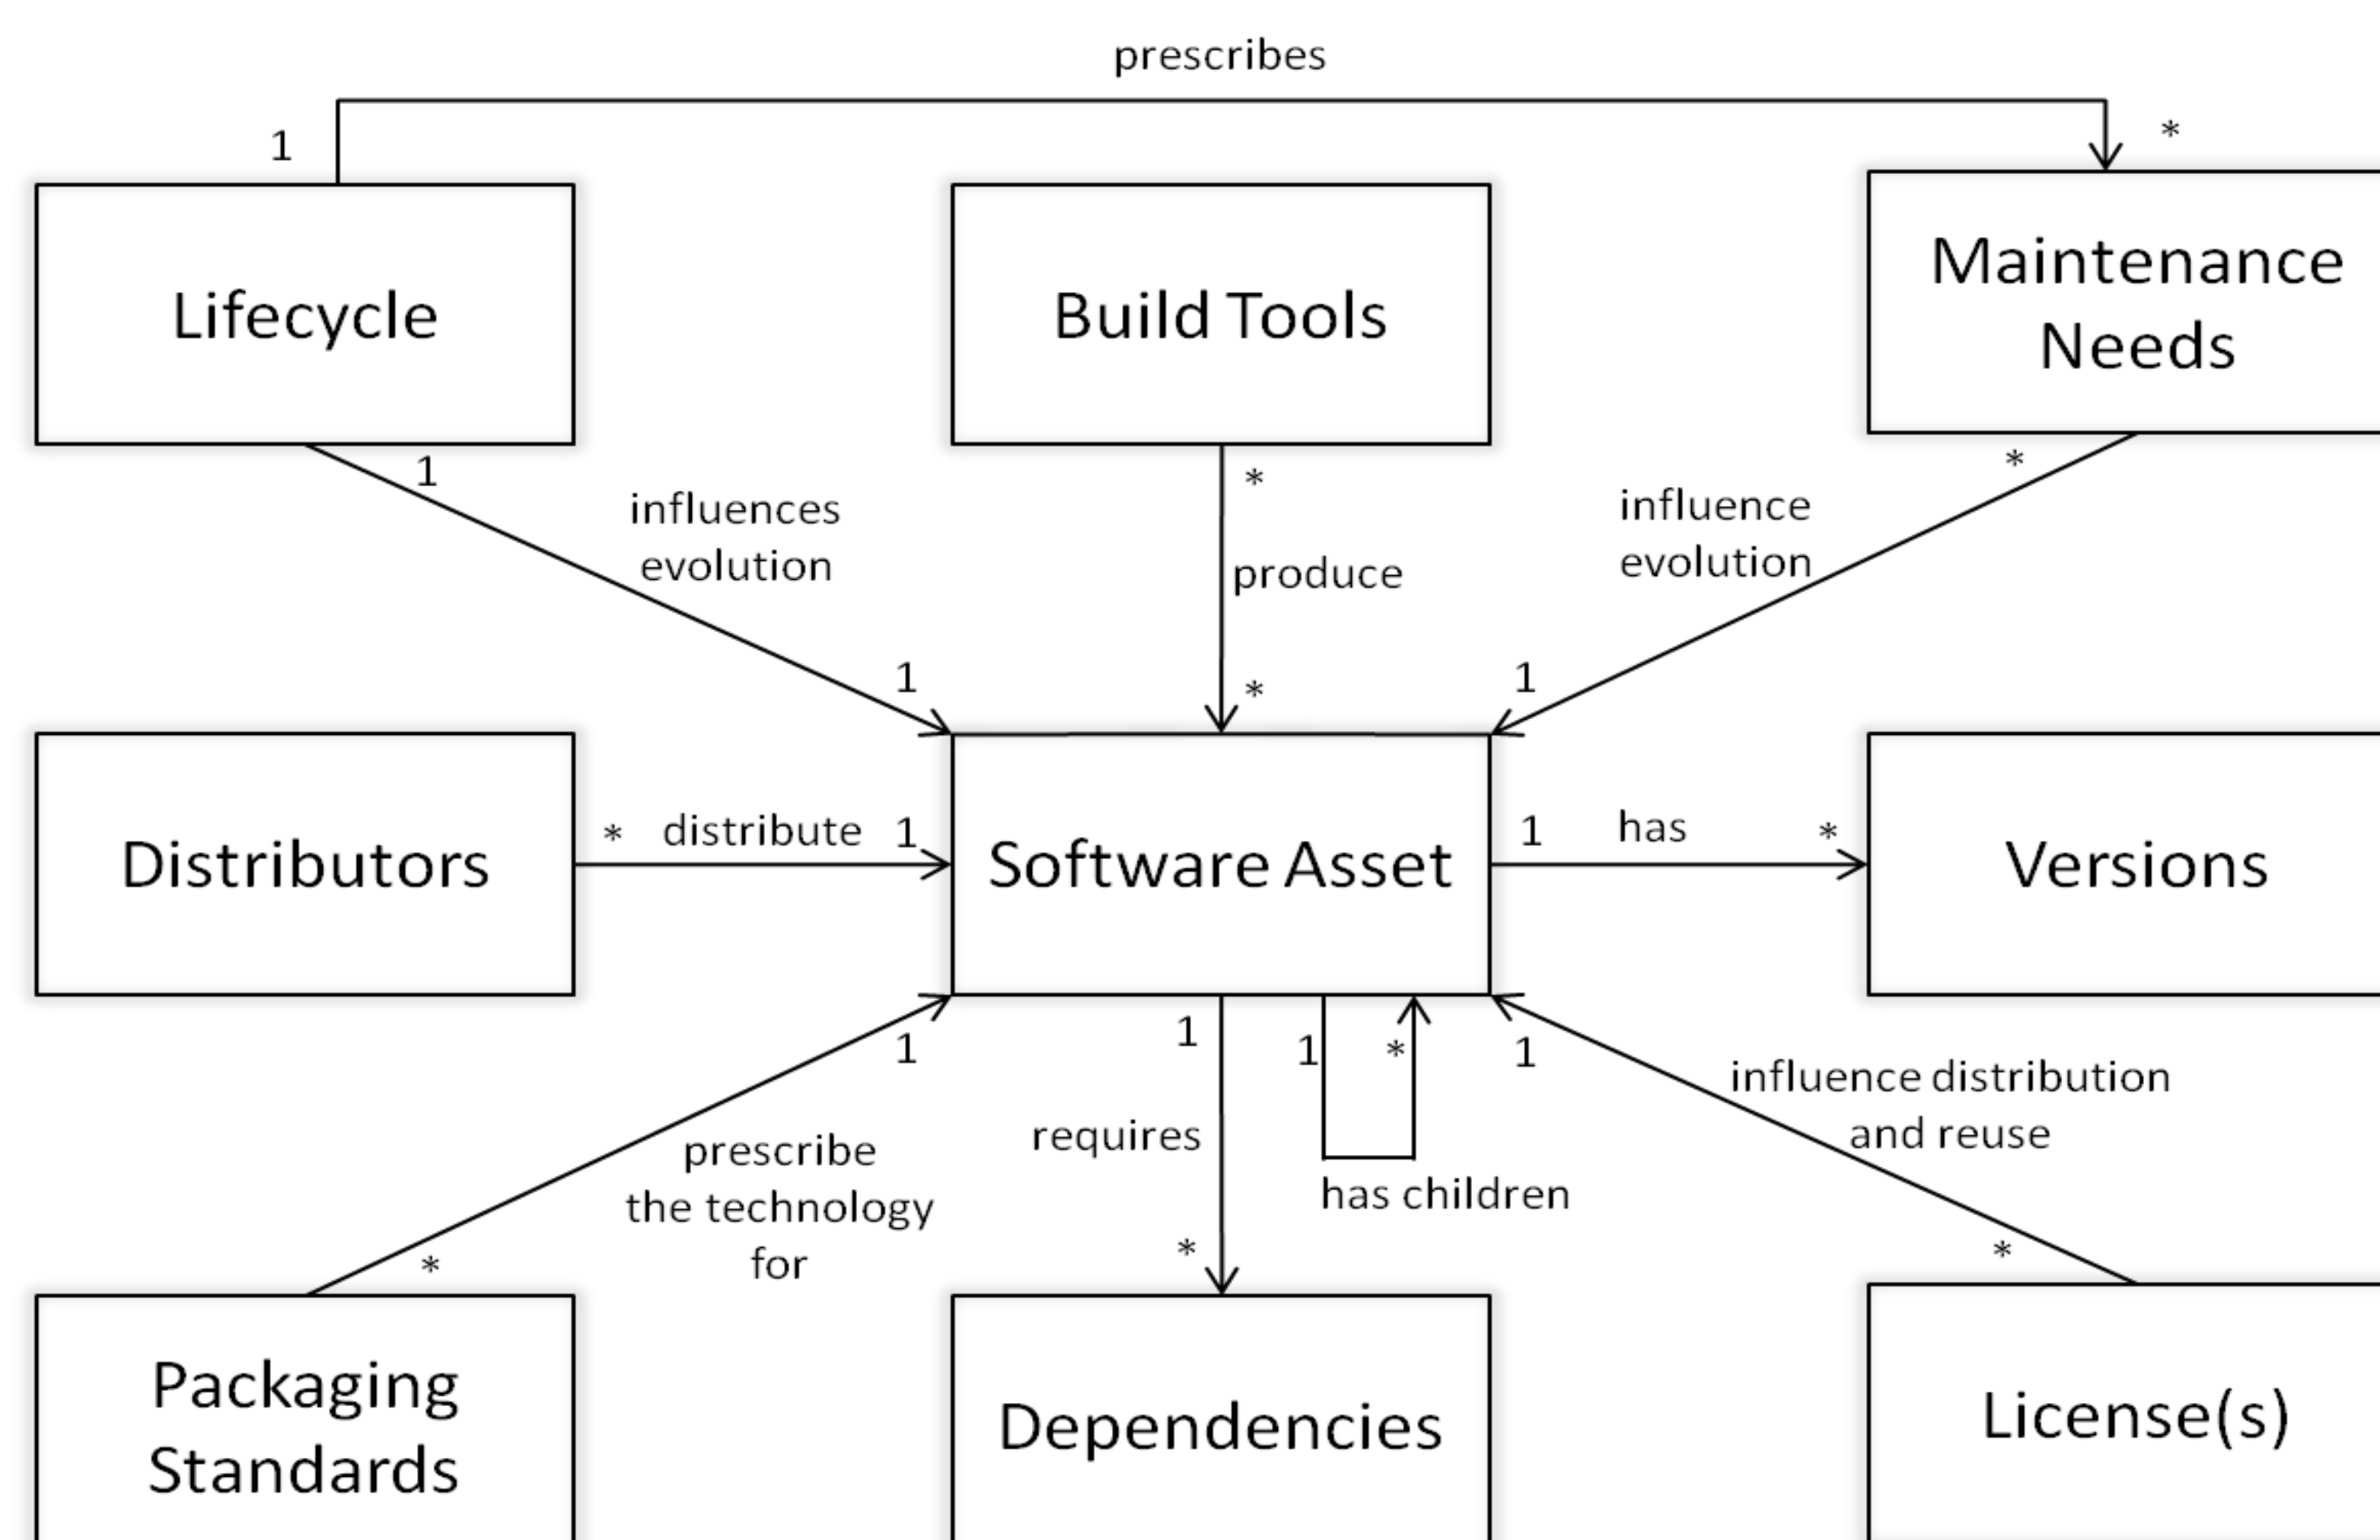 prescribes
1
*
Lifecycle
Build Tools
Maintenance
Needs
1
*
*
influences
evolution
produce
influence
evolution
1
*
1
Distributors
* distribute 1
Software Asset
1 has *
Versions
1
1
1
*
1
prescribe
the technology
for
requires
has children
influence distribution
and reuse
*
*
*
Packaging
Standards
Dependencies
License(s)